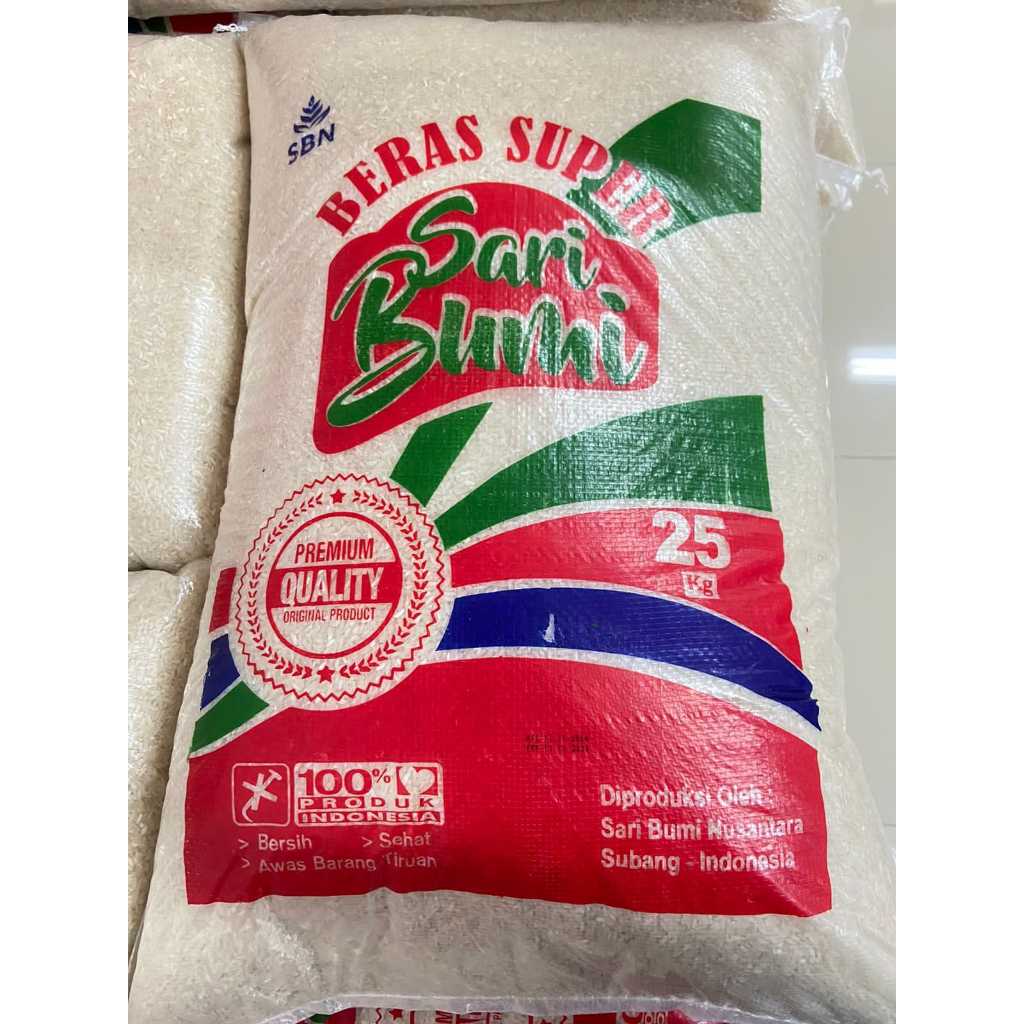 SBN
BERAS SUPER
Sari
Bumi
25
Kg
PREMIUM
QUALITY
ORIGINAL PRODUCT
100%
PRODUK
INDONESIA
> Bersih > Sehat
> Awas Barang Tiruan
Diproduksi Oleh :
Sari Bumi Nusantara
Subang - Indonesia